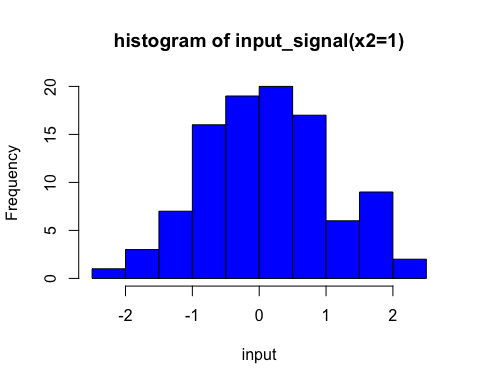 histogram of input_signal(x2=1)
Frequency
20
15
10
5
0
-2 -1 0 1 2
input